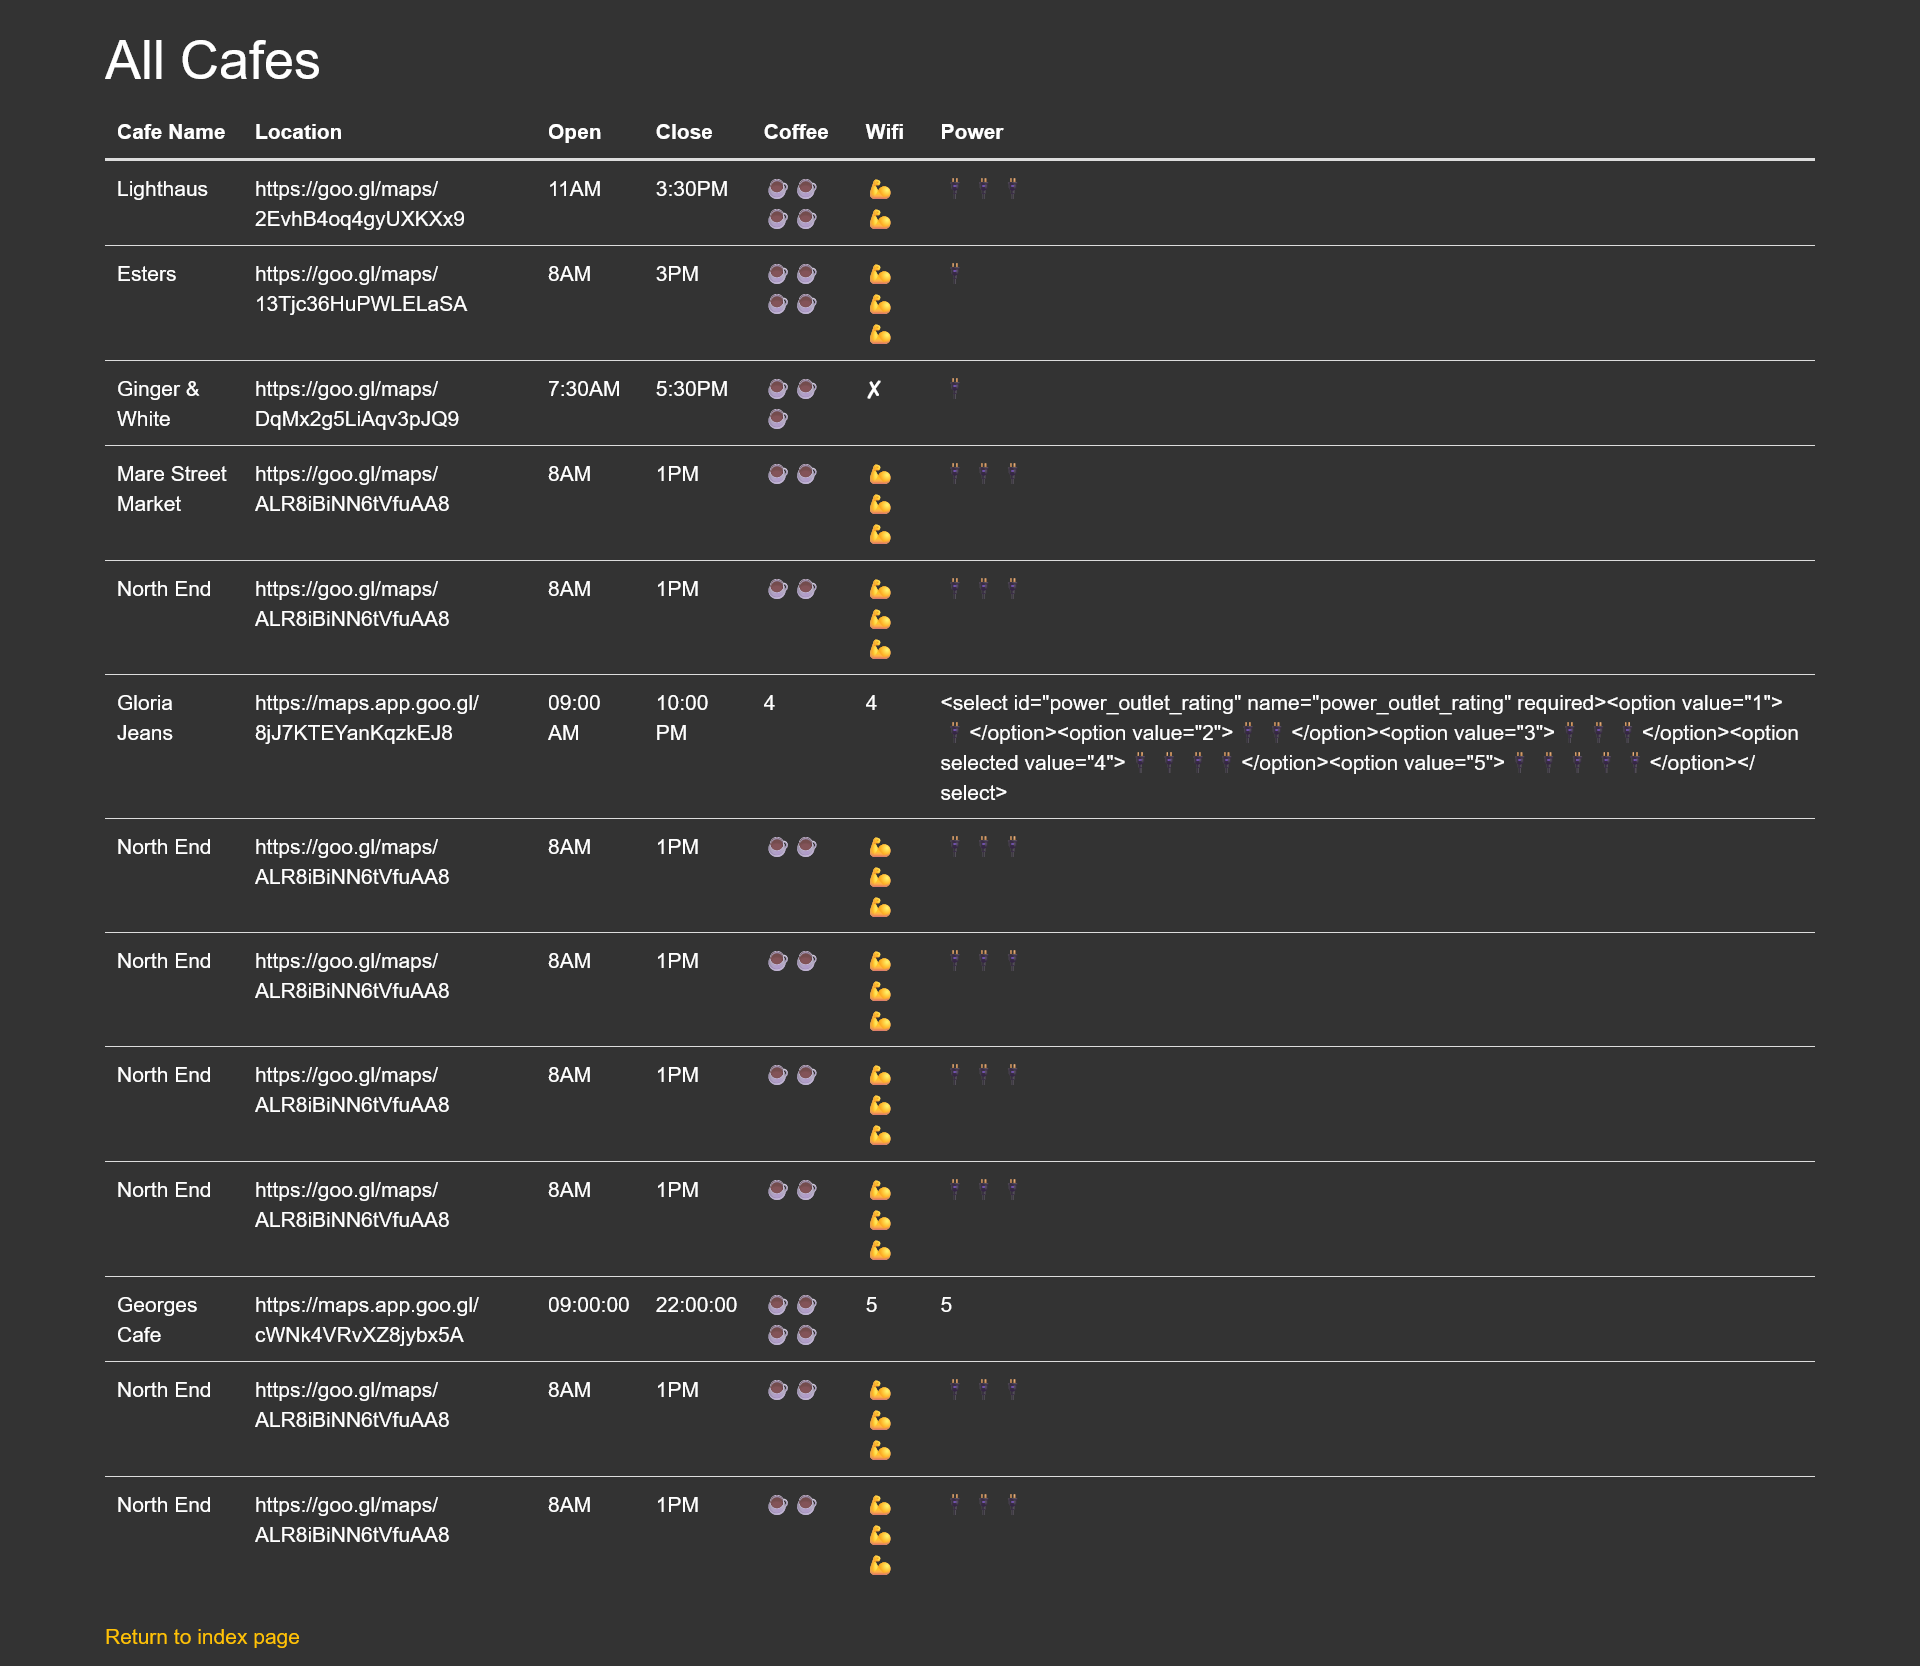 All Cafes
Cafe Name Location Open Close Coffee Wifi Power
Lighthaus https://goo.gl/maps/ 11AM 3:30PM ☕☕ 💪 🔌🔌🔌
2EvhB4oq4gyUXKXx9 ☕☕ 💪
Esters https://goo.gl/maps/ 8AM 3PM ☕☕ 💪 🔌
13Tjc36HuPWLELaSA ☕☕ 💪
💪
Ginger & https://goo.gl/maps/ 7:30AM 5:30PM ☕☕ ✘ 🔌
White DqMx2g5LiAqv3pJQ9 ☕
Mare Street https://goo.gl/maps/ 8AM 1PM ☕☕ 💪 🔌🔌🔌
Market ALR8iBiNN6tVfuAA8 💪
💪
North End https://goo.gl/maps/ 8AM 1PM ☕☕ 💪 🔌🔌🔌
ALR8iBiNN6tVfuAA8 💪
💪
Gloria https://maps.app.goo.gl/ 09:00 10:00 4 4 <select id="power_outlet_rating" name="power_outlet_rating" required><option value="1">
Jeans 8jJ7KTEYanKqzkEJ8 AM PM 🔌</option><option value="2">🔌🔌</option><option value="3">🔌🔌🔌</option><option
selected value="4">🔌🔌🔌🔌</option><option value="5">🔌🔌🔌🔌🔌</option></
select>
North End https://goo.gl/maps/ 8AM 1PM ☕☕ 💪 🔌🔌🔌
ALR8iBiNN6tVfuAA8 💪
💪
North End https://goo.gl/maps/ 8AM 1PM ☕☕ 💪 🔌🔌🔌
ALR8iBiNN6tVfuAA8 💪
💪
North End https://goo.gl/maps/ 8AM 1PM ☕☕ 💪 🔌🔌🔌
ALR8iBiNN6tVfuAA8 💪
💪
North End https://goo.gl/maps/ 8AM 1PM ☕☕ 💪 🔌🔌🔌
ALR8iBiNN6tVfuAA8 💪
💪
Georges https://maps.app.goo.gl/ 09:00:00 22:00:00 ☕☕ 5 5
Cafe cWNk4VRvXZ8jybx5A ☕☕
North End https://goo.gl/maps/ 8AM 1PM ☕☕ 💪 🔌🔌🔌
ALR8iBiNN6tVfuAA8 💪
💪
North End https://goo.gl/maps/ 8AM 1PM ☕☕ 💪 🔌🔌🔌
ALR8iBiNN6tVfuAA8 💪
💪
Return to index page